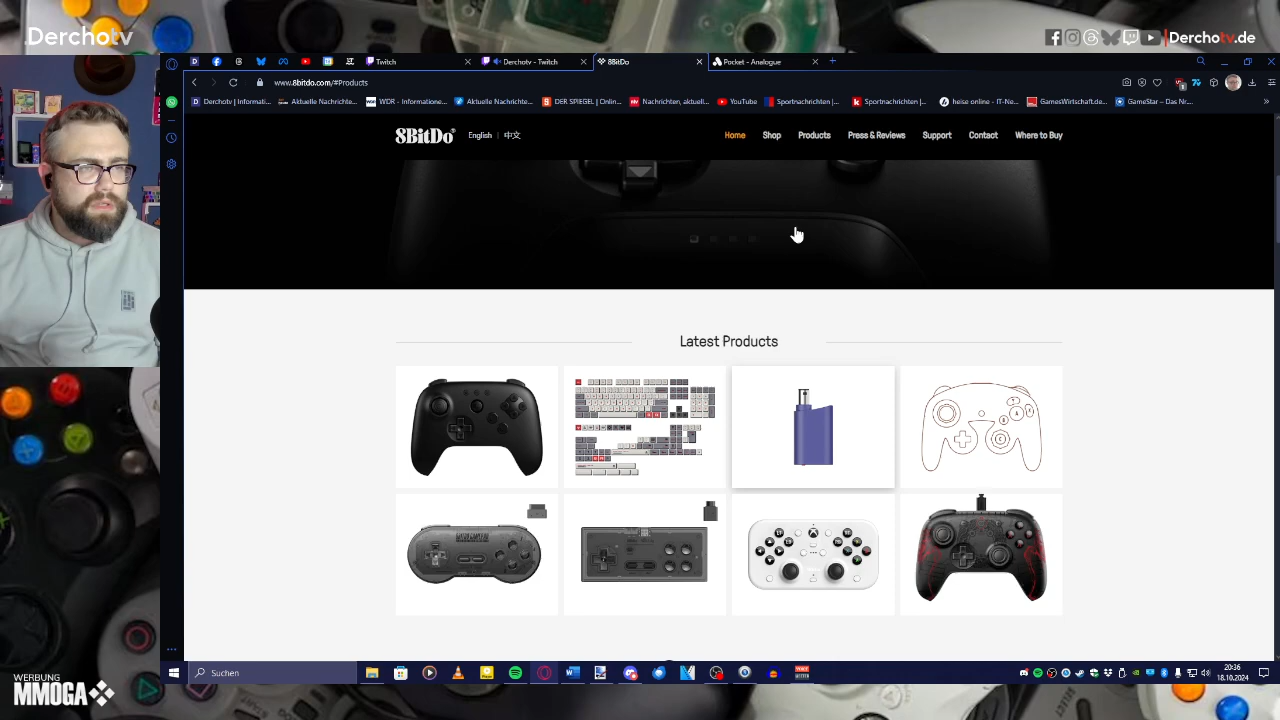 .Derchotv
|Derchotv.de
Twitch
Derchotv - Twitch
8BitDo
Pocket - Analogue
www.8bitdo.com/#Products
Derchotv | Informati...
Aktuelle Nachrichte...
WDR - Informatione...
Aktuelle Nachrichte...
DER SPIEGEL | Onlin...
Nachrichten, aktuell...
YouTube
Sportnachrichten |...
Sportnachrichten |...
heise online - IT-Ne...
GamesWirtschaft.de...
GameStar – Das Nr....
8BitDo
English | 中文
Home
Shop
Products
Press & Reviews
Support
Contact
Where to Buy
Latest Products
Suchen
20:35
18.10.2024
WERBUNG
MMOGA